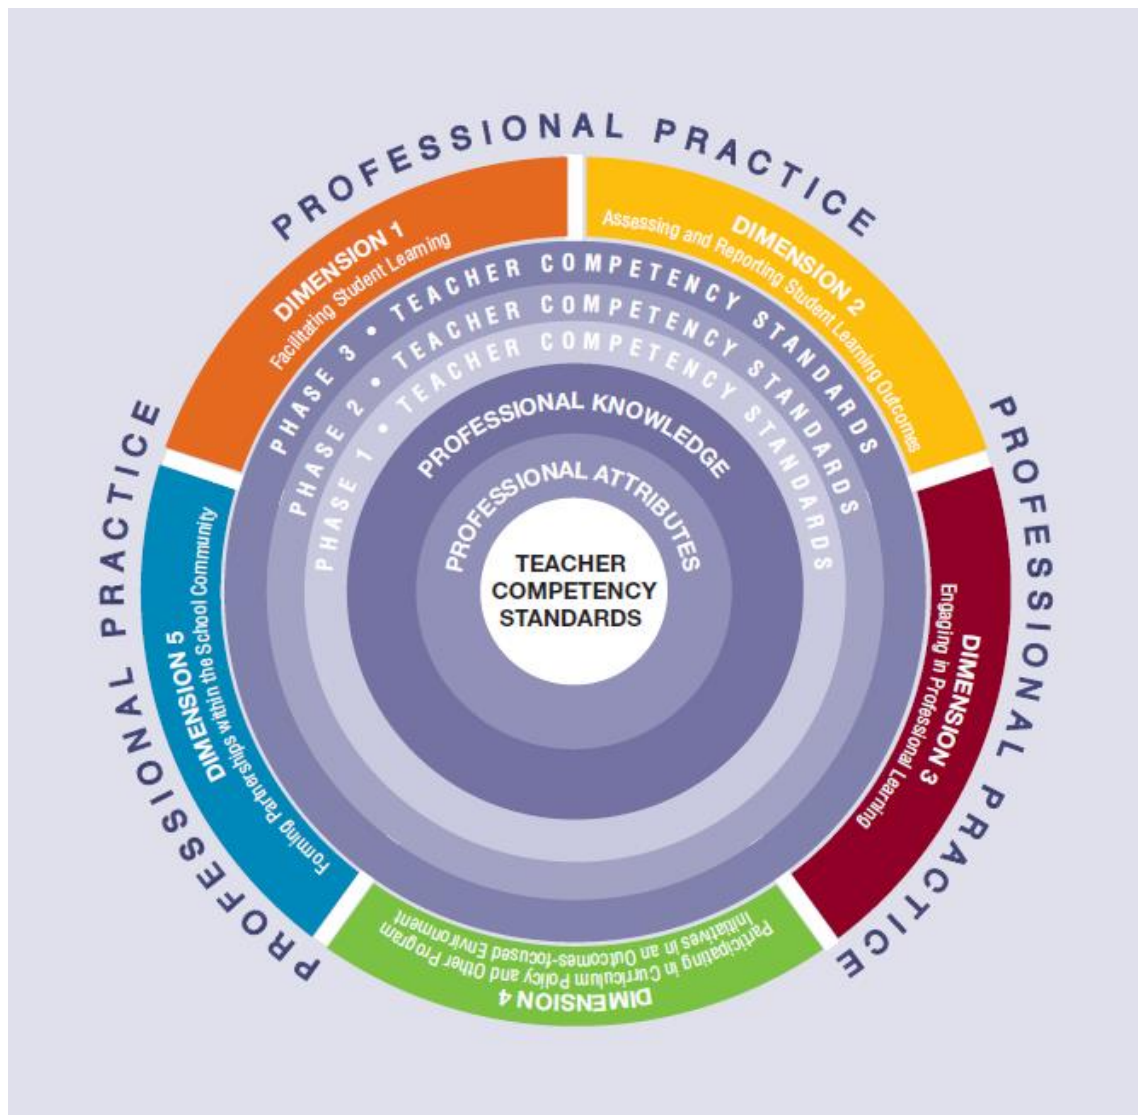 PROFESSIONAL PRACTICE
PROFESSIONAL PRACTICE
PROFESSIONAL PRACTICE
DIMENSION 1
Facilitating Student Learning
DIMENSION 2
Assessing and Reporting Student Learning Outcomes
DIMENSION 3
Engaging in Professional Learning
DIMENSION 4
Participating in Curriculum Policy and Other Program
Initiatives in an Outcomes-focused Environment
DIMENSION 5
Forming Partnerships within the School Community
PHASE 3 • TEACHER COMPETENCY STANDARDS
PHASE 2 • TEACHER COMPETENCY STANDARDS
PHASE 1 • TEACHER COMPETENCY STANDARDS
PROFESSIONAL KNOWLEDGE
PROFESSIONAL ATTRIBUTES
TEACHER
COMPETENCY
STANDARDS